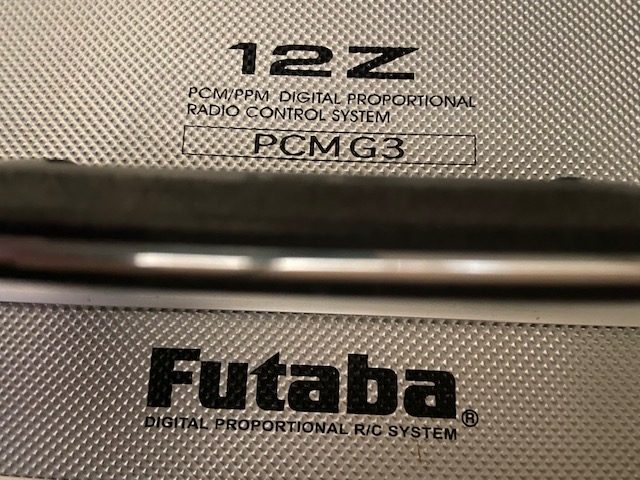 12Z
PCM/PPM DIGITAL PROPORTIONAL
RADIO CONTROL SYSTEM
PCM G3
Futaba®
DIGITAL PROPORTIONAL R/C SYSTEM